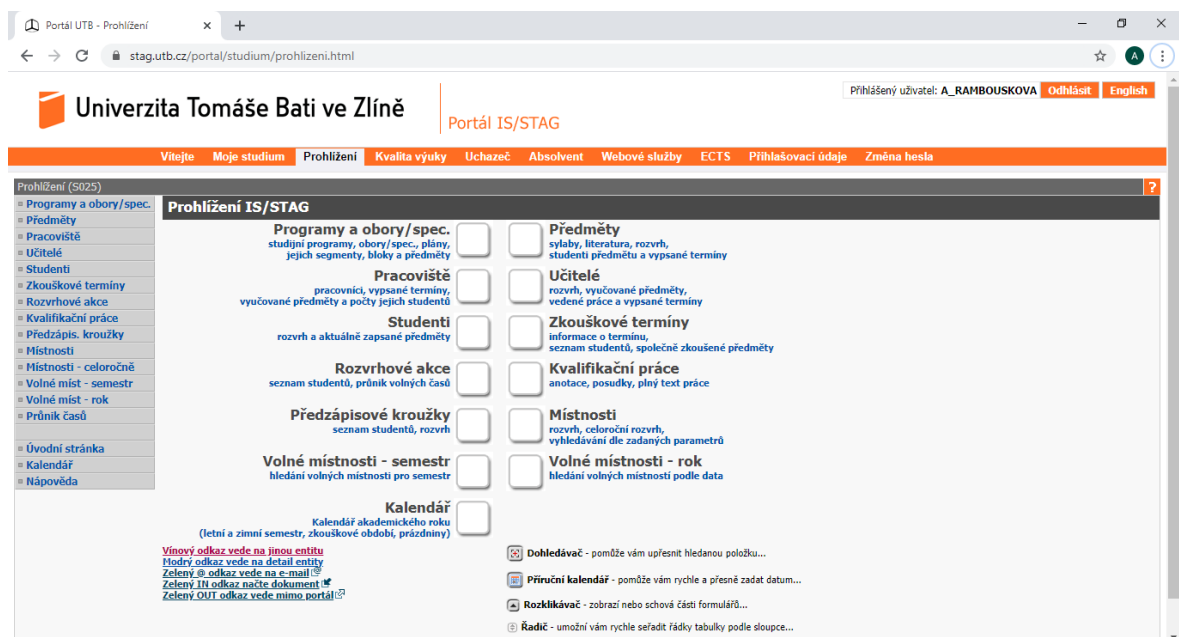 Portál UTB - Prohlížení
stag.utb.cz/portal/studium/prohlizeni.html
A
Univerzita Tomáše Bati ve Zlíně
Portál IS/STAG
Přihlášený uživatel: A_RAMBOUSKOVA Odhlásit English
Vítejte Moje studium Prohlížení Kvalita výuky Uchazeč Absolvent Webové služby ECTS Přihlašovací údaje Změna hesla
Prohlížení (S025) ?
Programy a obory/spec.
Předměty
Pracoviště
Učitelé
Studenti
Zkouškové termíny
Rozvrhové akce
Kvalifikační práce
Předzápis. kroužky
Místnosti
Místnosti - celoročně
Volné míst - semestr
Volné míst - rok
Průnik časů
Úvodní stránka
Kalendář
Nápověda
Prohlížení IS/STAG
Programy a obory/spec.
studijní programy, obory/spec., plány,
jejich segmenty, bloky a předměty
Předměty
sylaby, literatura, rozvrh,
studenti předmětu a vypsané termíny
Pracoviště
pracovníci, vypsané termíny,
vyučované předměty a počty jejich studentů
Učitelé
rozvrh, vyučované předměty,
vedené práce a vypsané termíny
Studenti
rozvrh a aktuálně zapsané předměty
Zkouškové termíny
informace o termínu,
seznam studentů, společně zkoušené předměty
Rozvrhové akce
seznam studentů, průnik volných časů
Kvalifikační práce
anotace, posudky, plný text práce
Předzápisové kroužky
seznam studentů, rozvrh
Místnosti
rozvrh, celoroční rozvrh,
vyhledávání dle zadaných parametrů
Volné místnosti - semestr
hledání volných místností pro semestr
Volné místnosti - rok
hledání volných místností podle data
Kalendář
Kalendář akademického roku
(letní a zimní semestr, zkouškové období, prázdniny)
Vínový odkaz vede na jinou entitu
Modrý odkaz vede na detail entity
Zelený @ odkaz vede na e-mail
Zelený IN odkaz načte dokument
Zelený OUT odkaz vede mimo portál
Dohledávač - pomůže vám upřesnit hledanou položku...
Příruční kalendář - pomůže vám rychle a přesně zadat datum...
Rozklikávač - zobrazí nebo schová části formulářů...
Řadič - umožní vám rychle seřadit řádky tabulky podle sloupce...